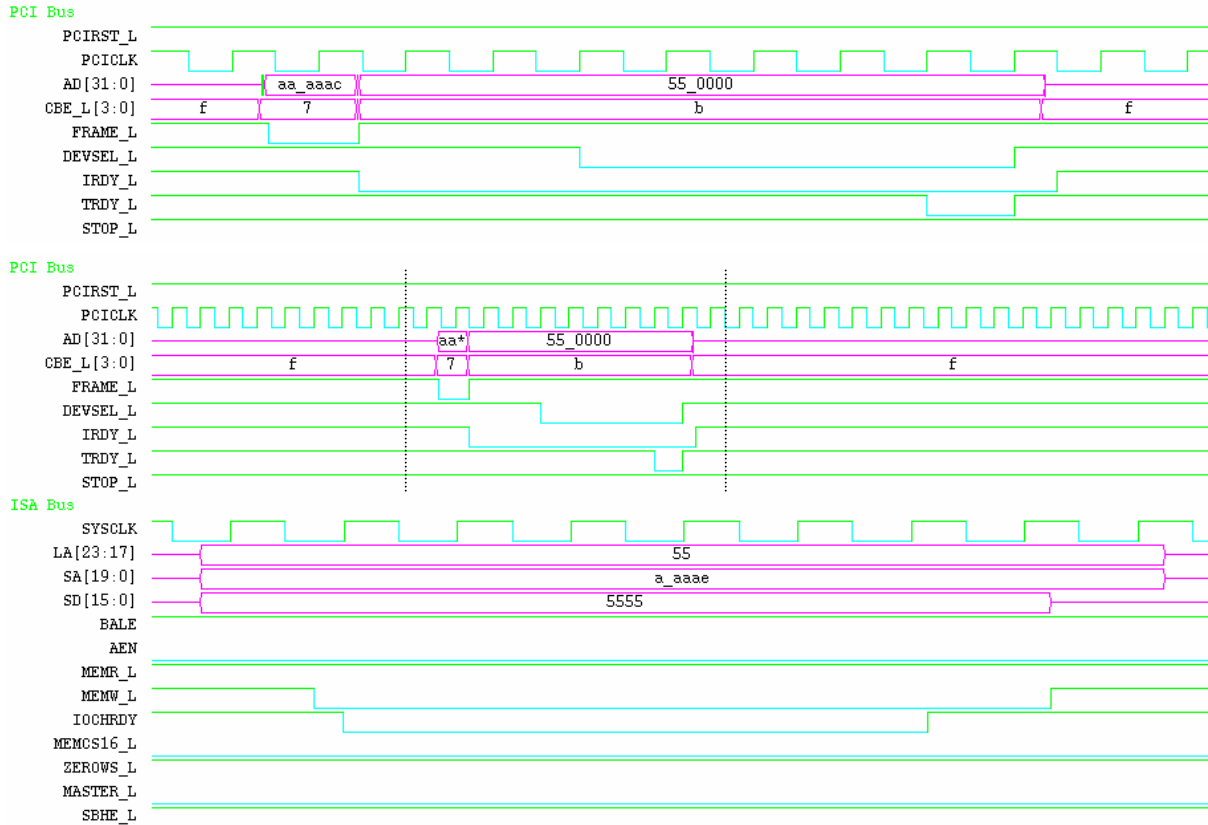 PCI Bus
PCIRST_L
PCICLK
AD[31:0] aa_aaac 55_0000
CBE_L[3:0] f 7 b f
FRAME_L
DEVSEL_L
IRDY_L
TRDY_L
STOP_L
PCI Bus
PCIRST_L
PCICLK
AD[31:0] aa* 55_0000
CBE_L[3:0] f 7 b f
FRAME_L
DEVSEL_L
IRDY_L
TRDY_L
STOP_L
ISA Bus
SYSCLK
LA[23:17] 55
SA[19:0] a_aaae
SD[15:0] 5555
BALE
AEN
MEMR_L
MEMW_L
IOCHRDY
MEMCS16_L
ZEROWS_L
MASTER_L
SBHE_L